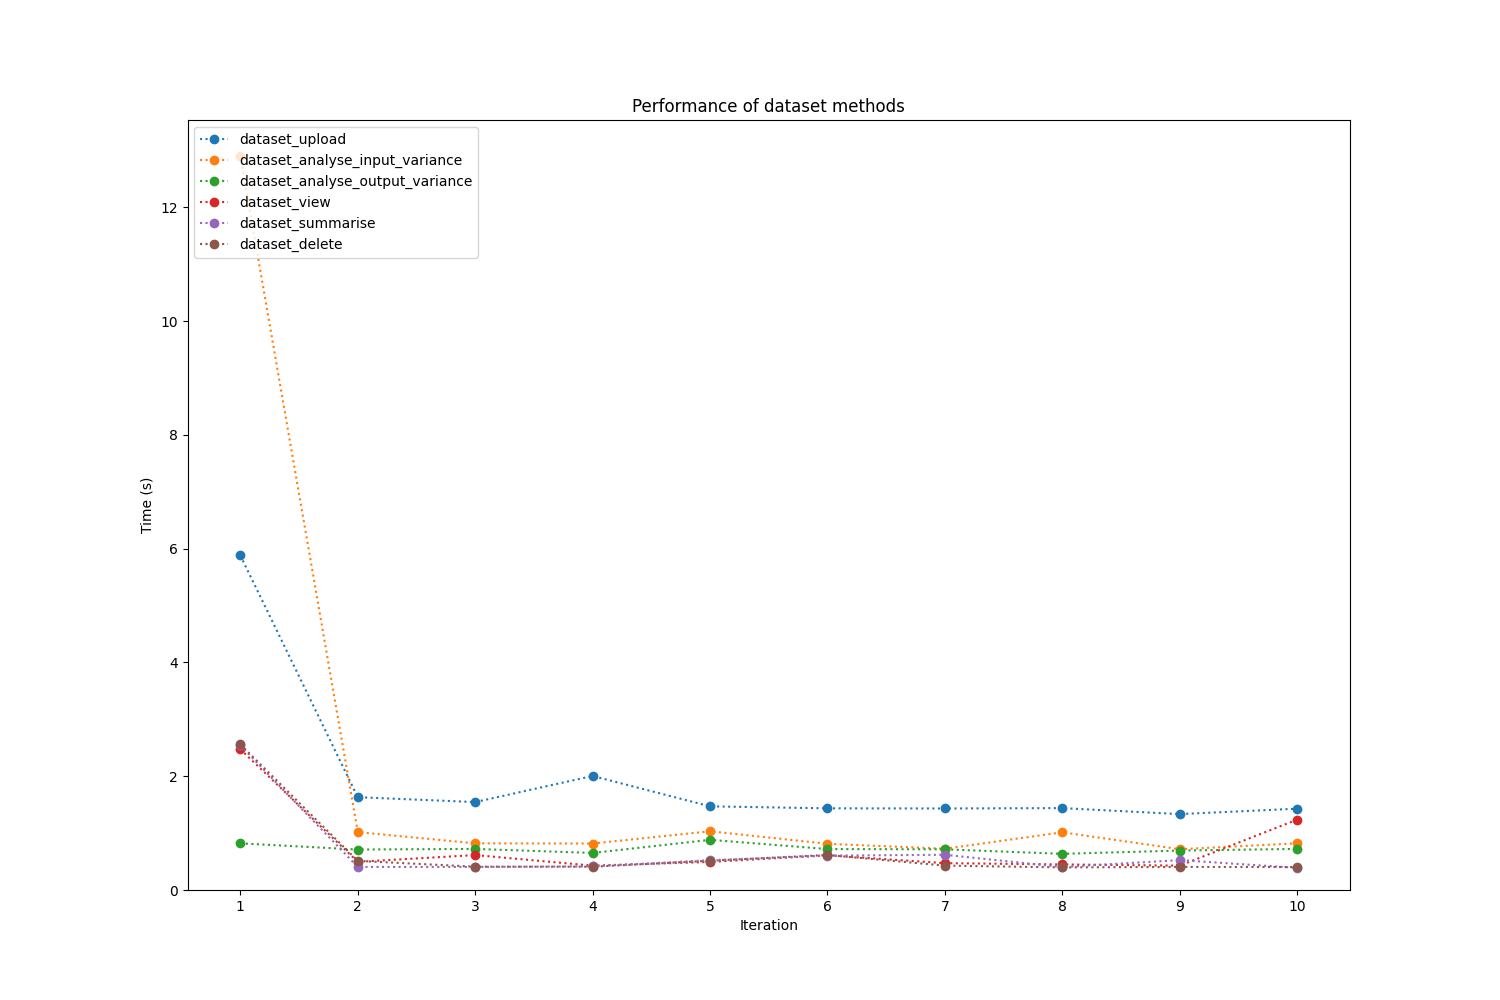 Performance of dataset methods
dataset_upload
dataset_analyse_input_variance
dataset_analyse_output_variance
dataset_view
dataset_summarise
dataset_delete
12
10
8
6
4
2
0
Time (s)
1 2 3 4 5 6 7 8 9 10
Iteration